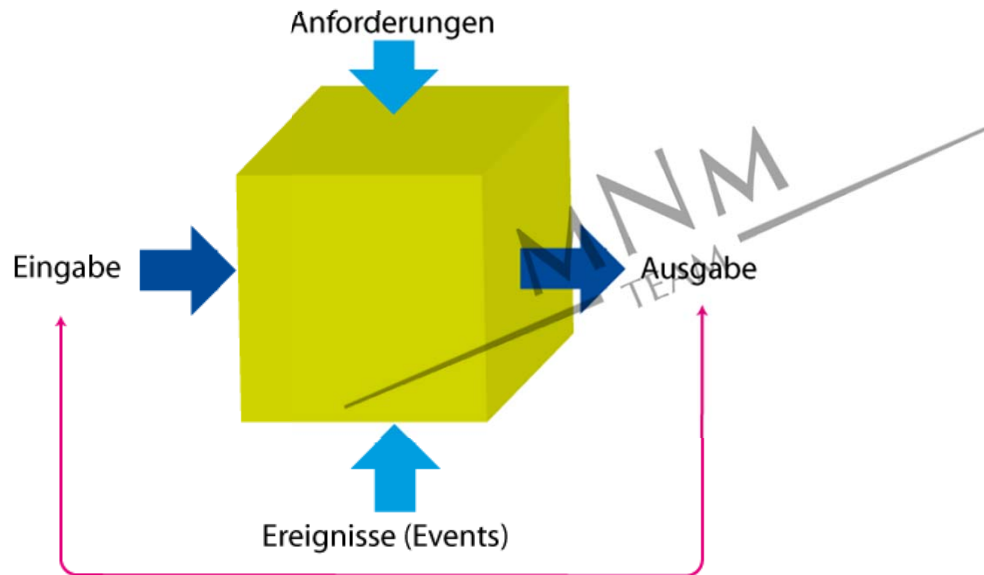 Anforderungen
MNM
Eingabe
Ausgabe
TEAM
Ereignisse (Events)